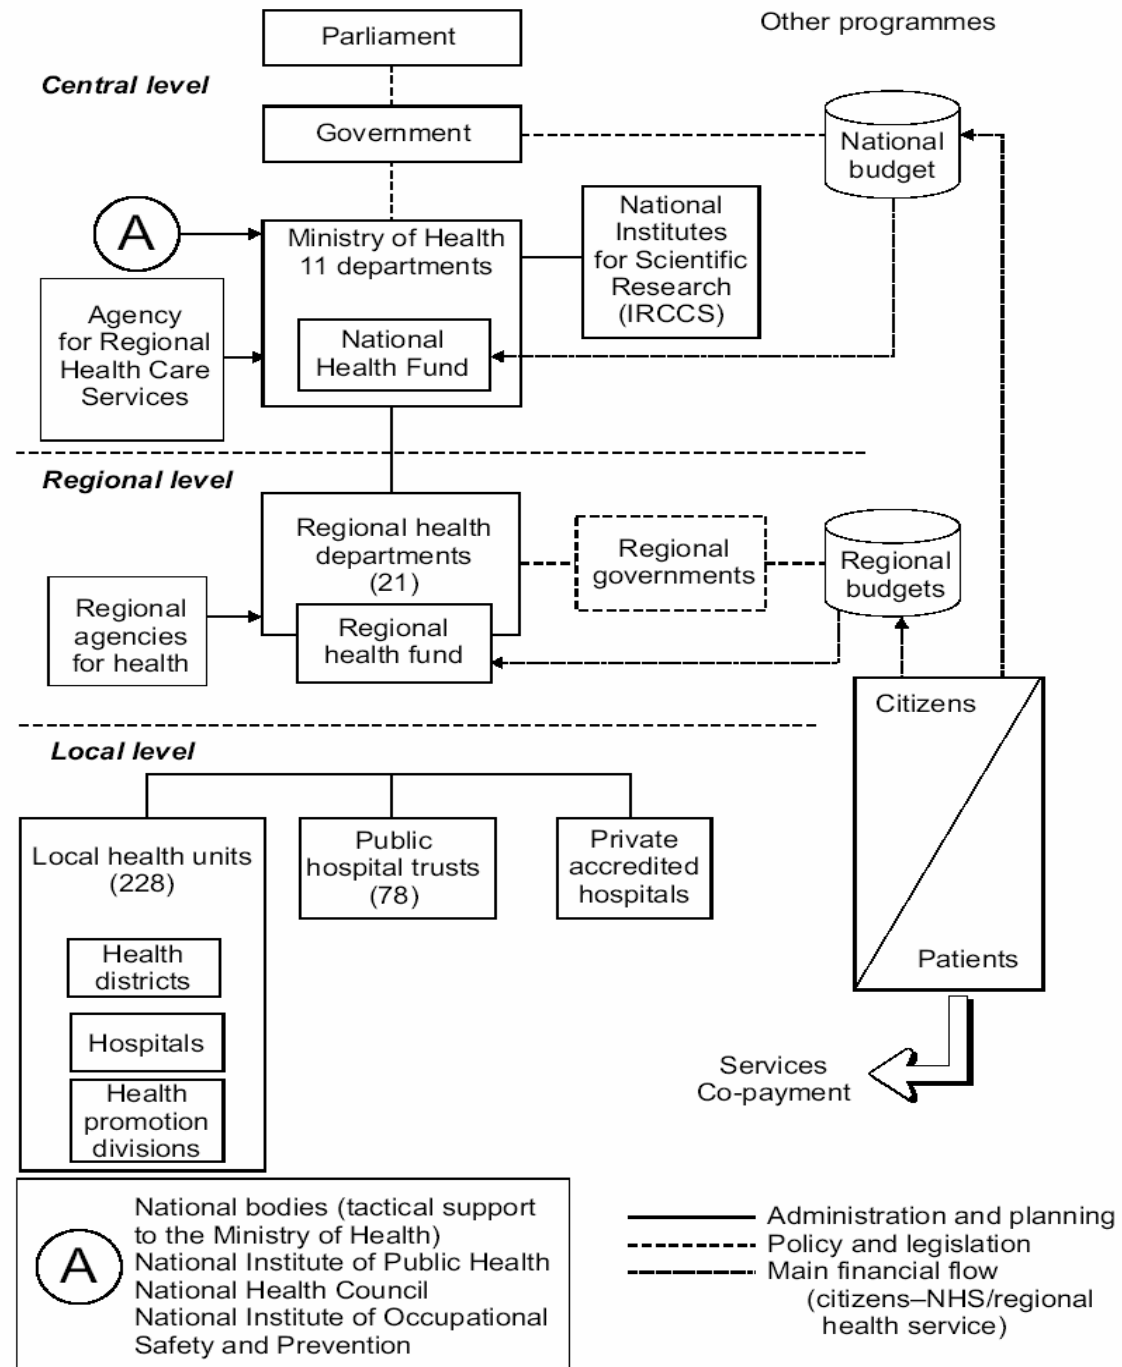 Other programmes
Parliament
Central level
Government
National
budget
A
Ministry of Health
11 departments
National
Institutes
for Scientific
Research
(IRCCS)
Agency
for Regional
Health Care
Services
National
Health Fund
Regional level
Regional health
departments
(21)
Regional
governments
Regional
budgets
Regional
agencies
for health
Regional
health fund
Citizens
Patients
Local level
Local health units
(228)
Public
hospital trusts
(78)
Private
accredited
hospitals
Health
districts
Hospitals
Health
promotion
divisions
Services
Co-payment
A
National bodies (tactical support
to the Ministry of Health)
National Institute of Public Health
National Health Council
National Institute of Occupational
Safety and Prevention
Administration and planning
Policy and legislation
Main financial flow
(citizens–NHS/regional
health service)